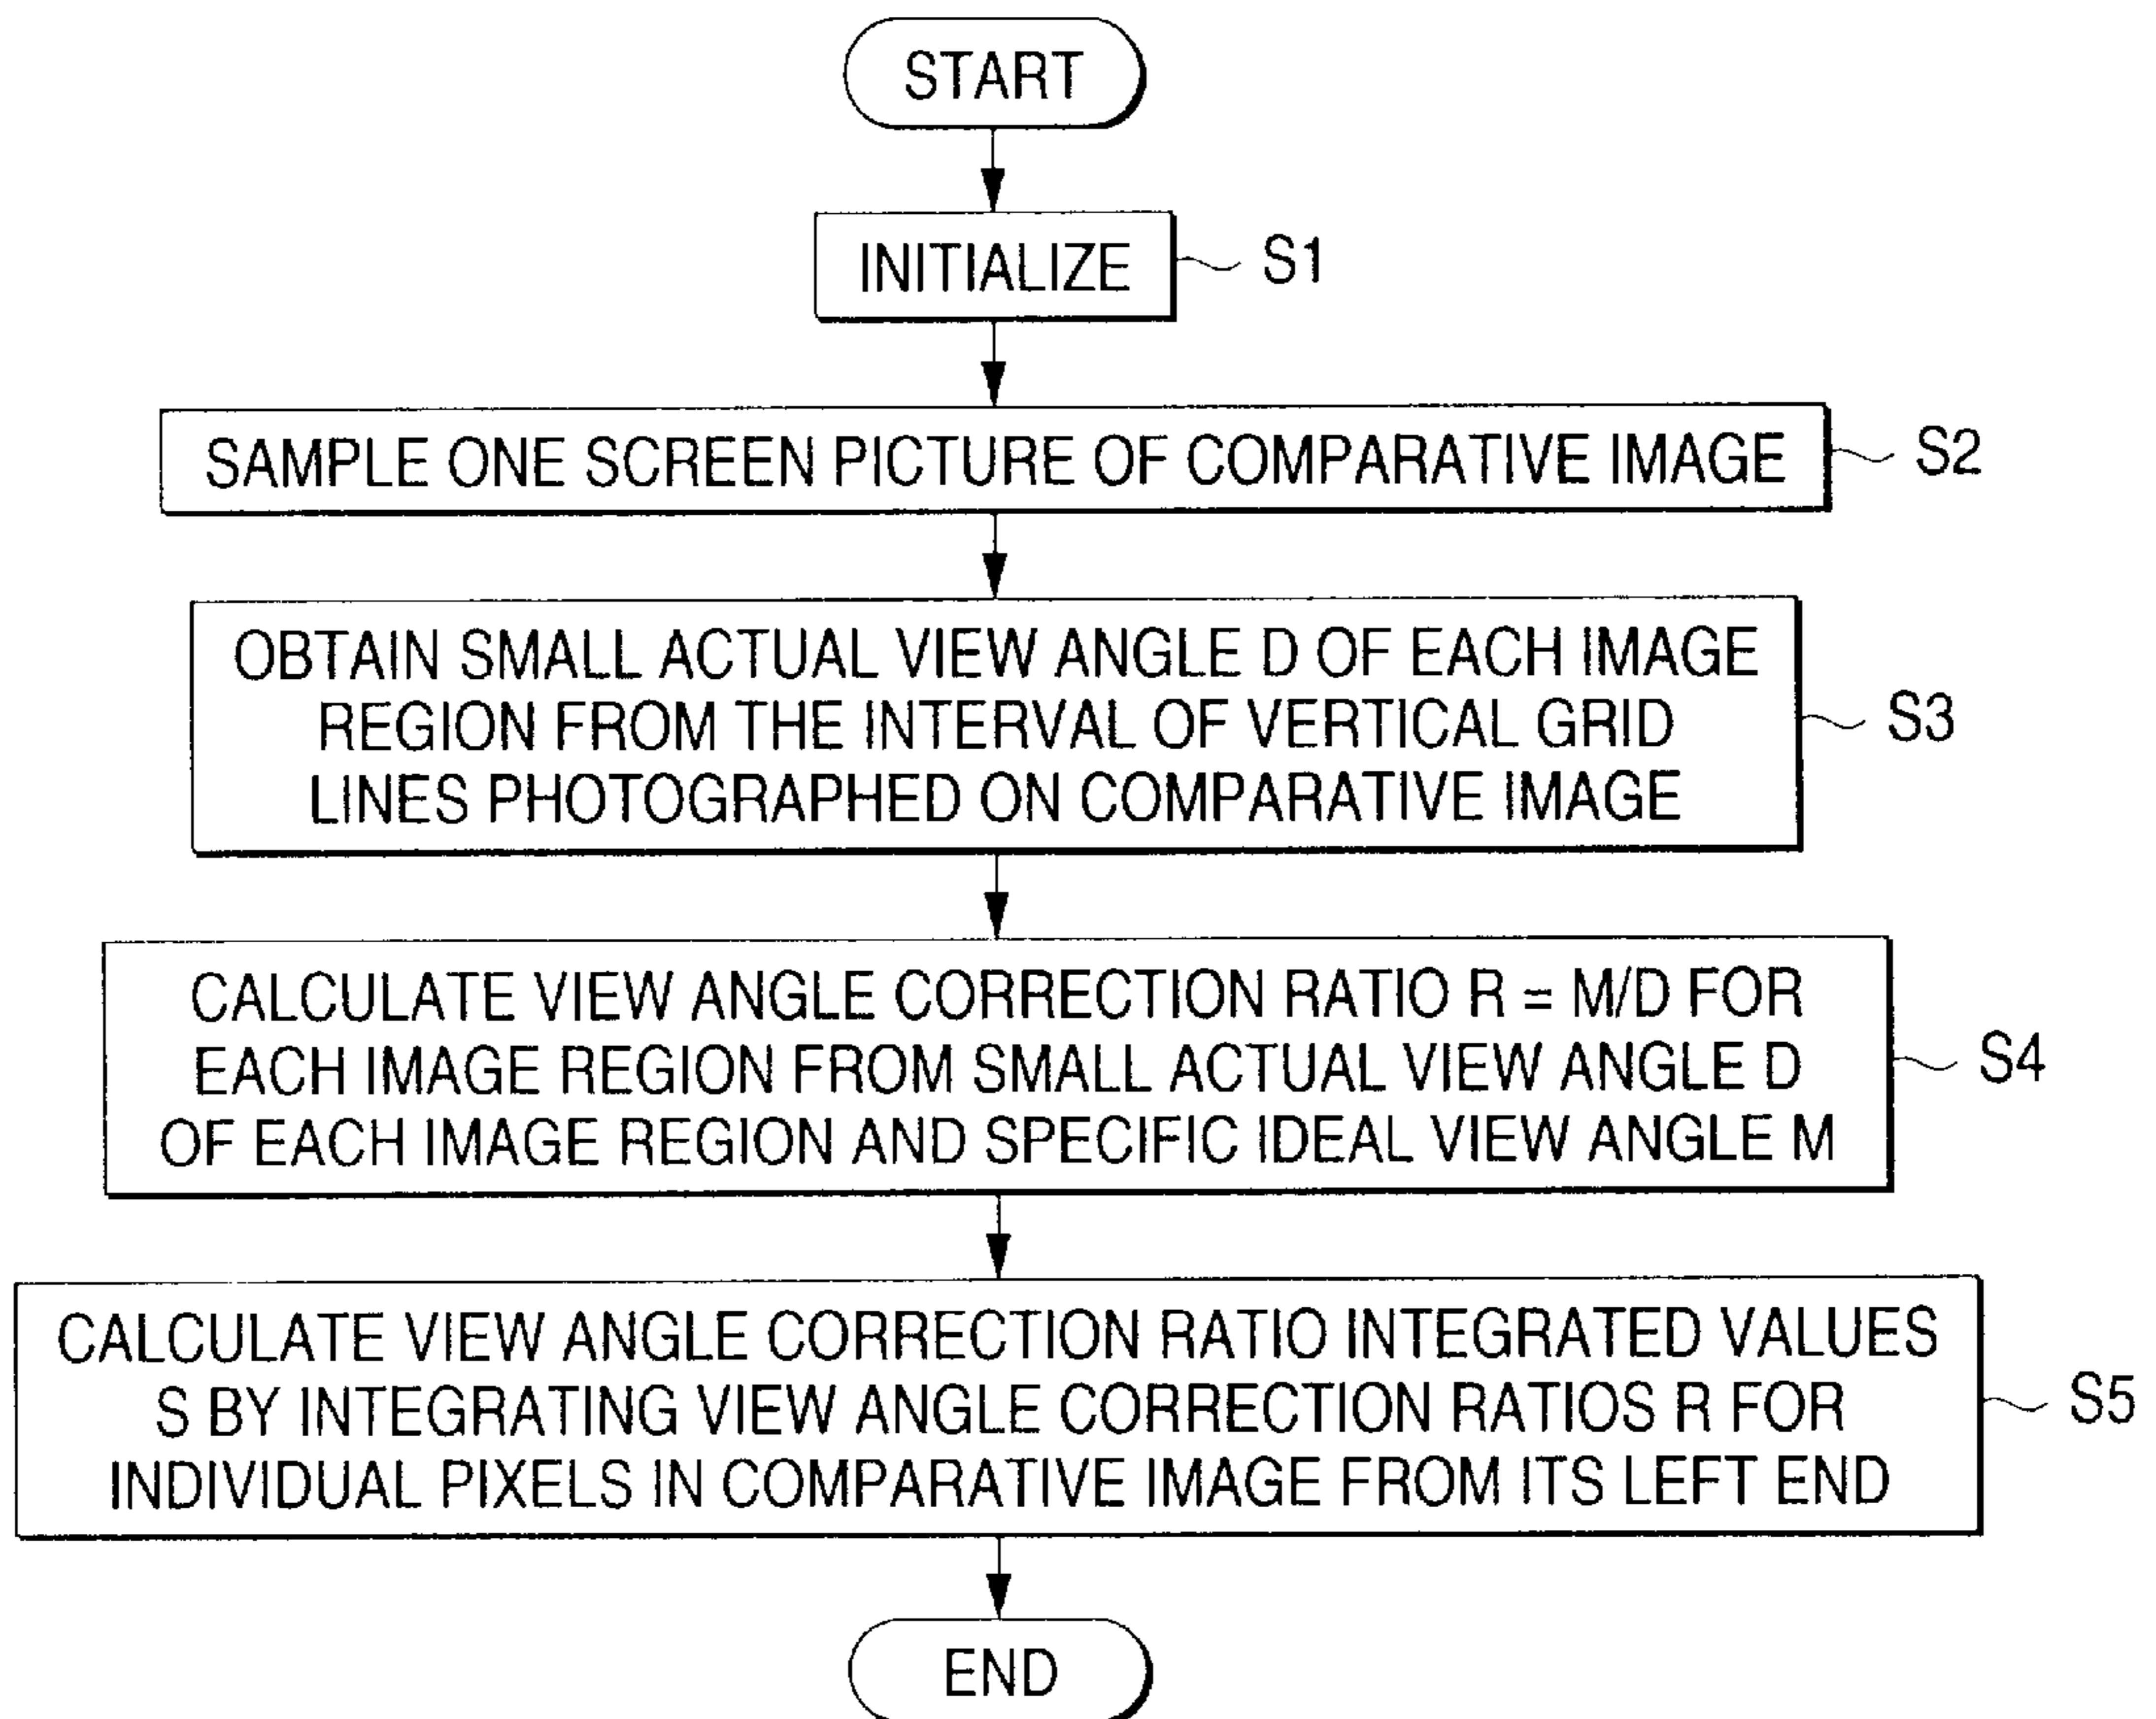 START
INITIALIZE
S1
SAMPLE ONE SCREEN PICTURE OF COMPARATIVE IMAGE
S2
OBTAIN SMALL ACTUAL VIEW ANGLE D OF EACH IMAGE
REGION FROM THE INTERVAL OF VERTICAL GRID
LINES PHOTOGRAPHED ON COMPARATIVE IMAGE
S3
CALCULATE VIEW ANGLE CORRECTION RATIO R = M/D FOR
EACH IMAGE REGION FROM SMALL ACTUAL VIEW ANGLE D
OF EACH IMAGE REGION AND SPECIFIC IDEAL VIEW ANGLE M
S4
CALCULATE VIEW ANGLE CORRECTION RATIO INTEGRATED VALUES
S BY INTEGRATING VIEW ANGLE CORRECTION RATIOS R FOR
INDIVIDUAL PIXELS IN COMPARATIVE IMAGE FROM ITS LEFT END
S5
END